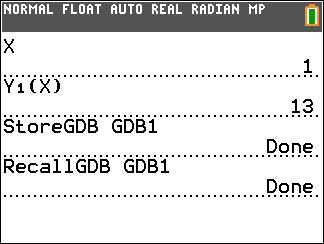 NORMAL FLOAT AUTO REAL RADIAN MP
X
1
Y₁(X)
13
StoreGDB GDB1
Done
RecallGDB GDB1
Done